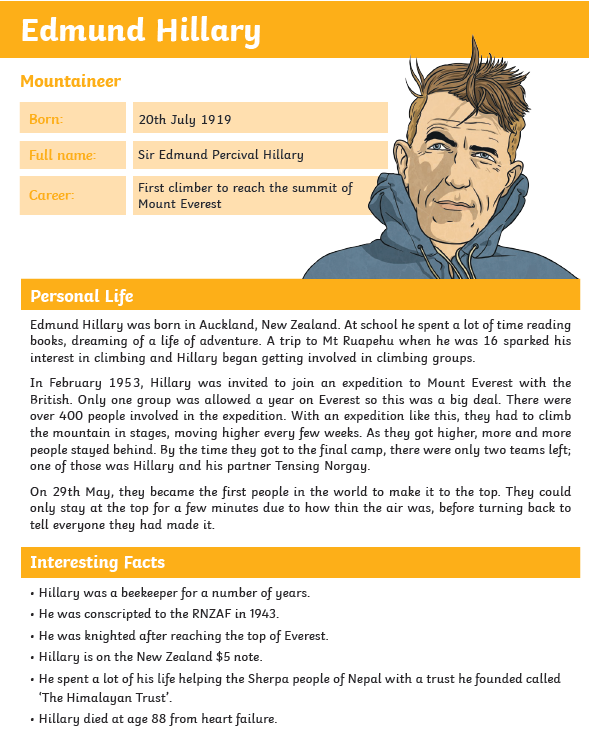 Edmund Hillary
Mountaineer
Born:
20th July 1919
Full name:
Sir Edmund Percival Hillary
Career:
First climber to reach the summit of
Mount Everest
Personal Life
Edmund Hillary was born in Auckland, New Zealand. At school he spent a lot of time reading
books, dreaming of a life of adventure. A trip to Mt Ruapehu when he was 16 sparked his
interest in climbing and Hillary began getting involved in climbing groups.
In February 1953, Hillary was invited to join an expedition to Mount Everest with the
British. Only one group was allowed a year on Everest so this was a big deal. There were
over 400 people involved in the expedition. With an expedition like this, they had to climb
the mountain in stages, moving higher every few weeks. As they got higher, more and more
people stayed behind. By the time they got to the final camp, there were only two teams left;
one of those was Hillary and his partner Tensing Norgay.
On 29th May, they became the first people in the world to make it to the top. They could
only stay at the top for a few minutes due to how thin the air was, before turning back to
tell everyone they had made it.
Interesting Facts
• Hillary was a beekeeper for a number of years.
• He was conscripted to the RNZAF in 1943.
• He was knighted after reaching the top of Everest.
• Hillary is on the New Zealand $5 note.
• He spent a lot of his life helping the Sherpa people of Nepal with a trust he founded called
‘The Himalayan Trust’.
• Hillary died at age 88 from heart failure.